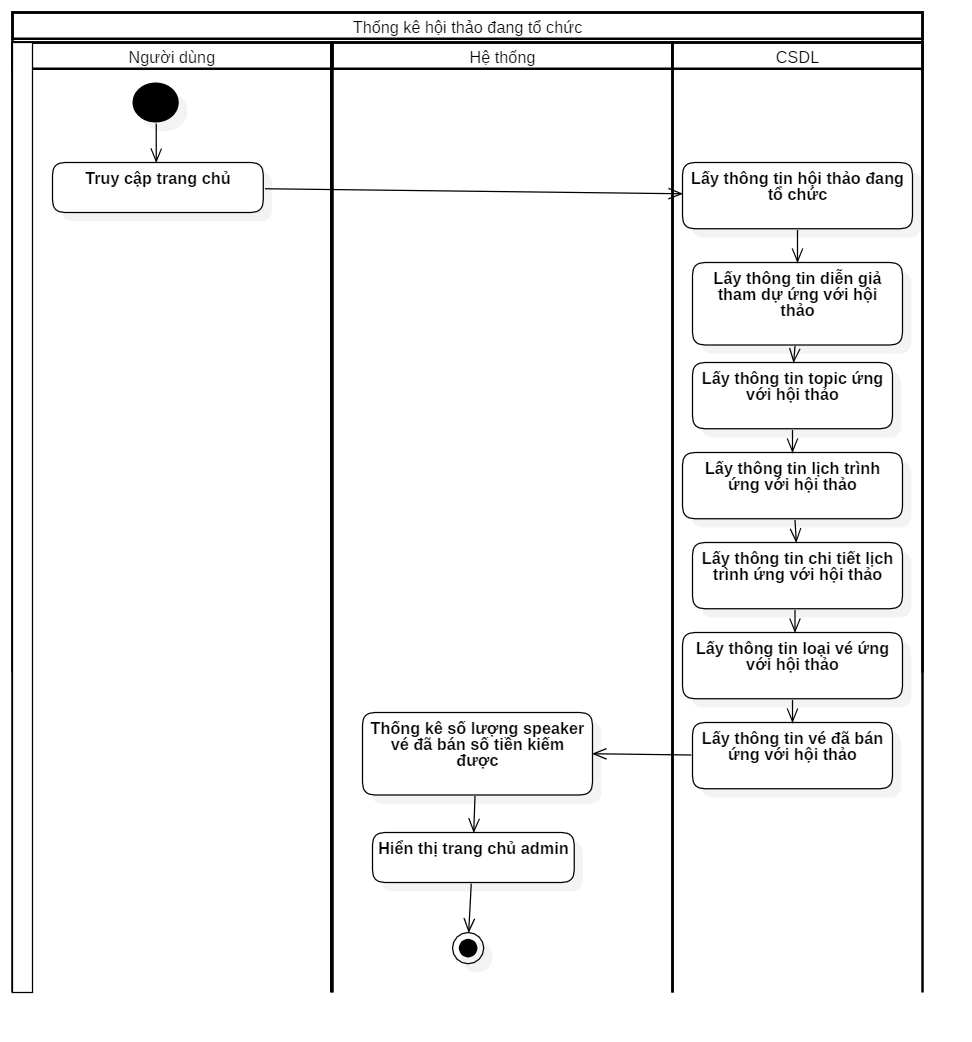 Thống kê hội thảo đang tổ chức
Người dùng
Hệ thống
CSDL
Truy cập trang chủ
Lấy thông tin hội thảo đang
tổ chức
Lấy thông tin diễn giả
tham dự ứng với hội
thảo
Lấy thông tin topic ứng
với hội thảo
Lấy thông tin lịch trình
ứng với hội thảo
Lấy thông tin chi tiết lịch
trình ứng với hội thảo
Lấy thông tin loại vé ứng
với hội thảo
Lấy thông tin vé đã bán
ứng với hội thảo
Thống kê số lượng speaker
vé đã bán số tiền kiếm
được
Hiển thị trang chủ admin